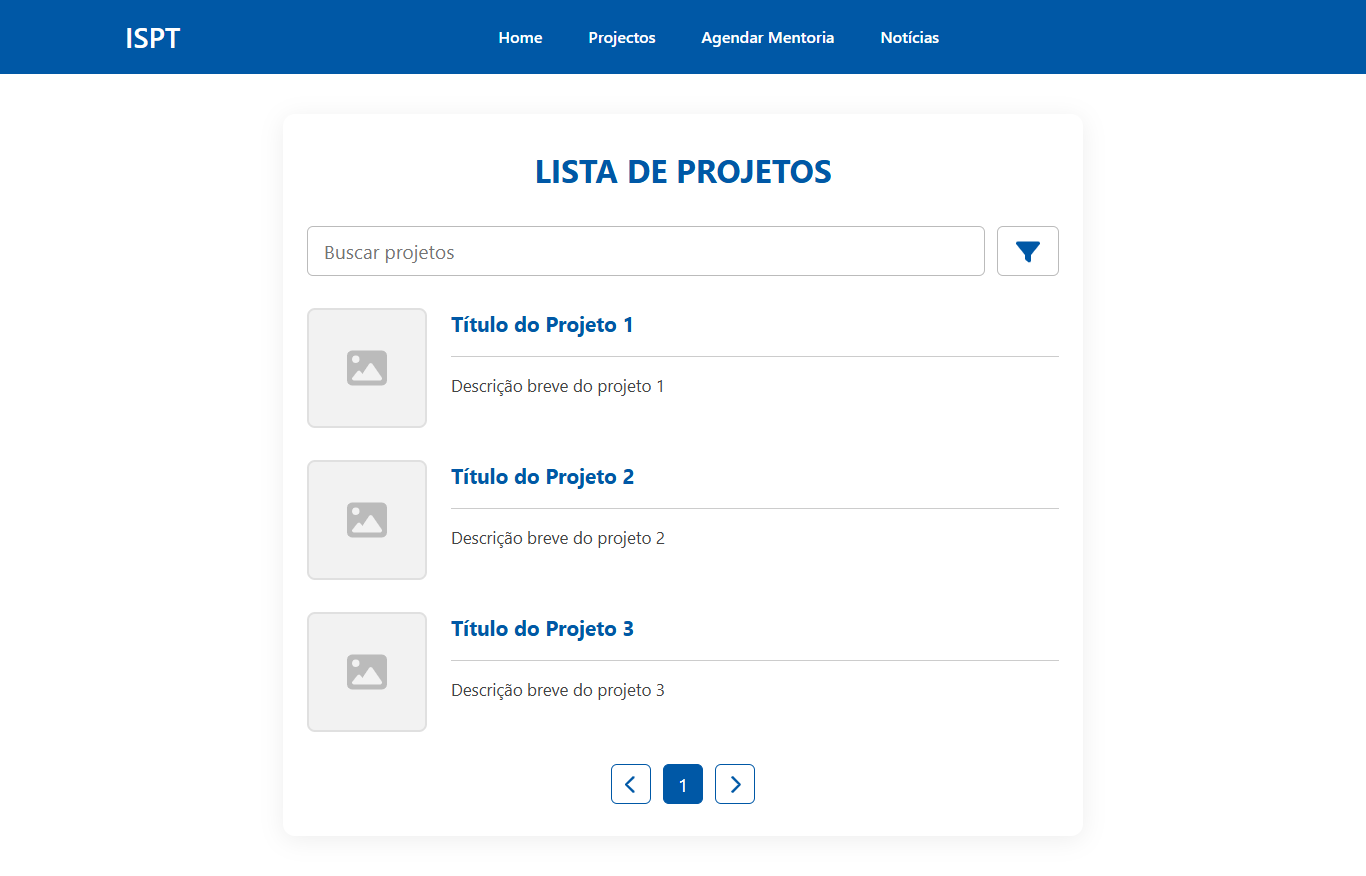 ISPT
Home Projectos Agendar Mentoria Notícias
LISTA DE PROJETOS
Buscar projetos
Título do Projeto 1
Descrição breve do projeto 1
Título do Projeto 2
Descrição breve do projeto 2
Título do Projeto 3
Descrição breve do projeto 3
1